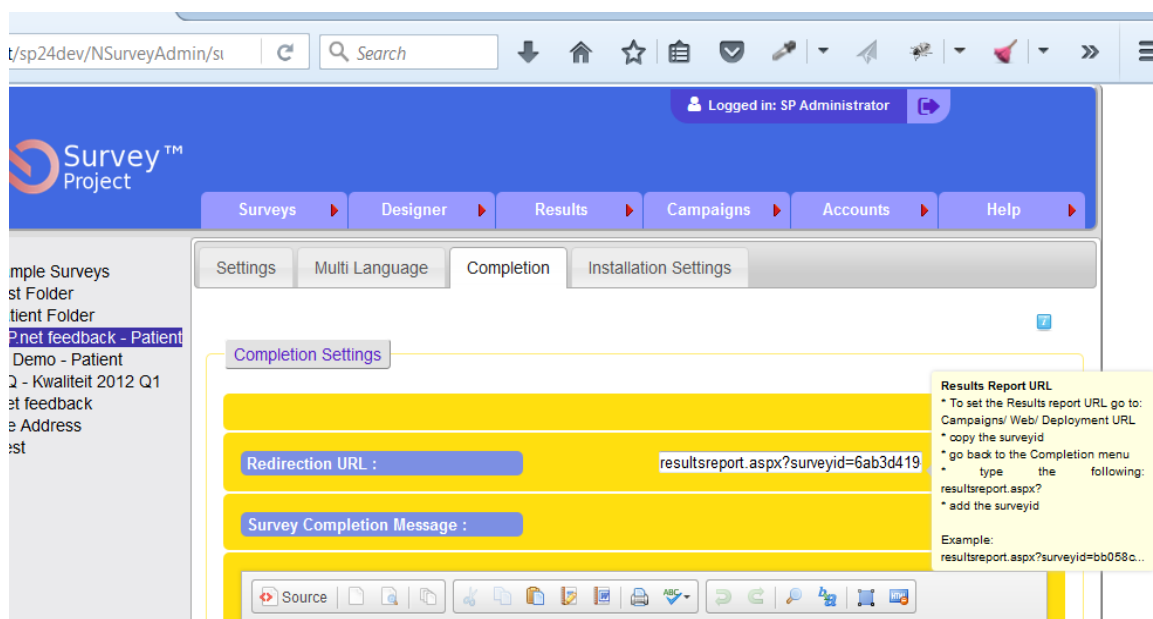 t/sp24dev/NSurveyAdmin/su
Search
Logged in: SP Administrator
Survey™
Project
Surveys
Designer
Results
Campaigns
Accounts
Help
mple Surveys
st Folder
tient Folder
P.net feedback - Patient
Demo - Patient
Q - Kwaliteit 2012 Q1
et feedback
e Address
est
Settings
Multi Language
Completion
Installation Settings
Completion Settings
Redirection URL :
resultsreport.aspx?surveyid=6ab3d419
Survey Completion Message :
Results Report URL
* To set the Results report URL go to:
Campaigns/ Web/ Deployment URL
* copy the surveyid
* go back to the Completion menu
* type the following:
resultsreport.aspx?
* add the surveyid
Example:
resultsreport.aspx?surveyid=bb058c...
Source
ABC